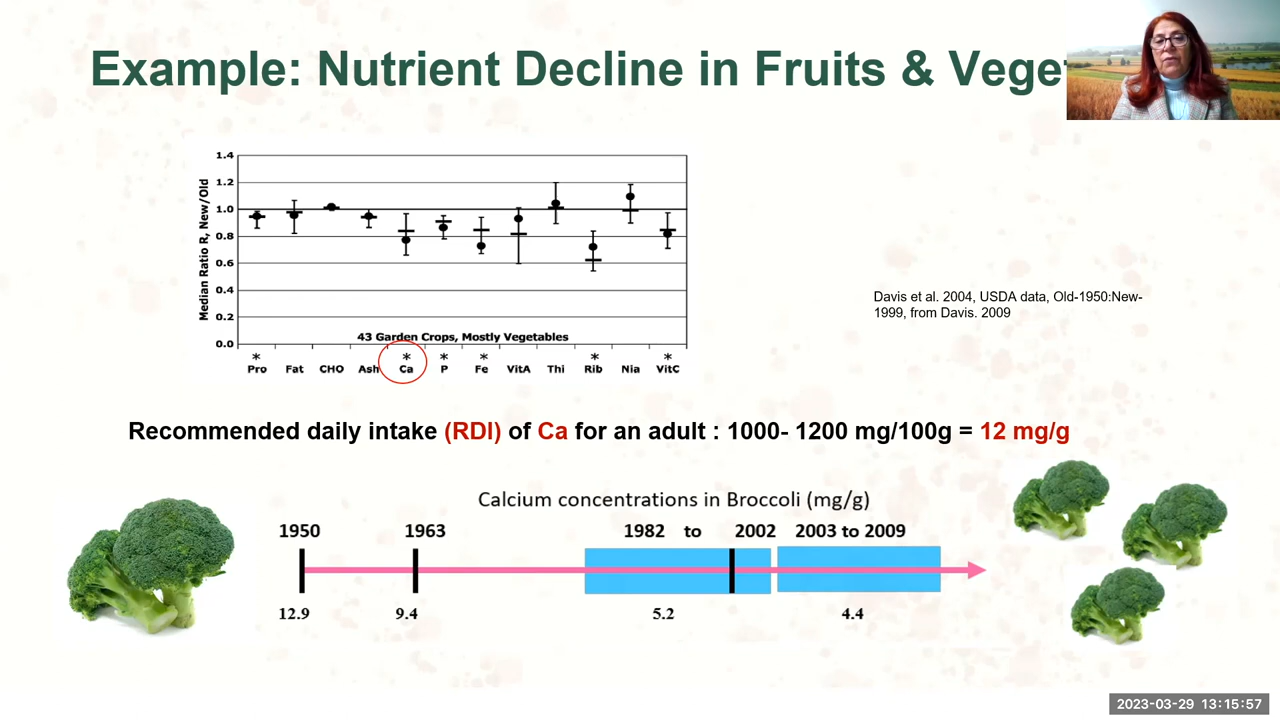 Example: Nutrient Decline in Fruits & Vege
1.4
1.2
1.0
0.8
0.6
0.4
0.2
0.0
Median Ratio R, New/Old
43 Garden Crops, Mostly Vegetables
* * * * * *
Pro Fat CHO Ash Ca P Fe VitA Thi Rib Nia VitC
Davis et al. 2004, USDA data, Old-1950:New-
1999, from Davis. 2009
Recommended daily intake (RDI) of Ca for an adult : 1000- 1200 mg/100g = 12 mg/g
Calcium concentrations in Broccoli (mg/g)
1950 1963 1982 to 2002 2003 to 2009
12.9 9.4 5.2 4.4
2023-03-29 13:15:57